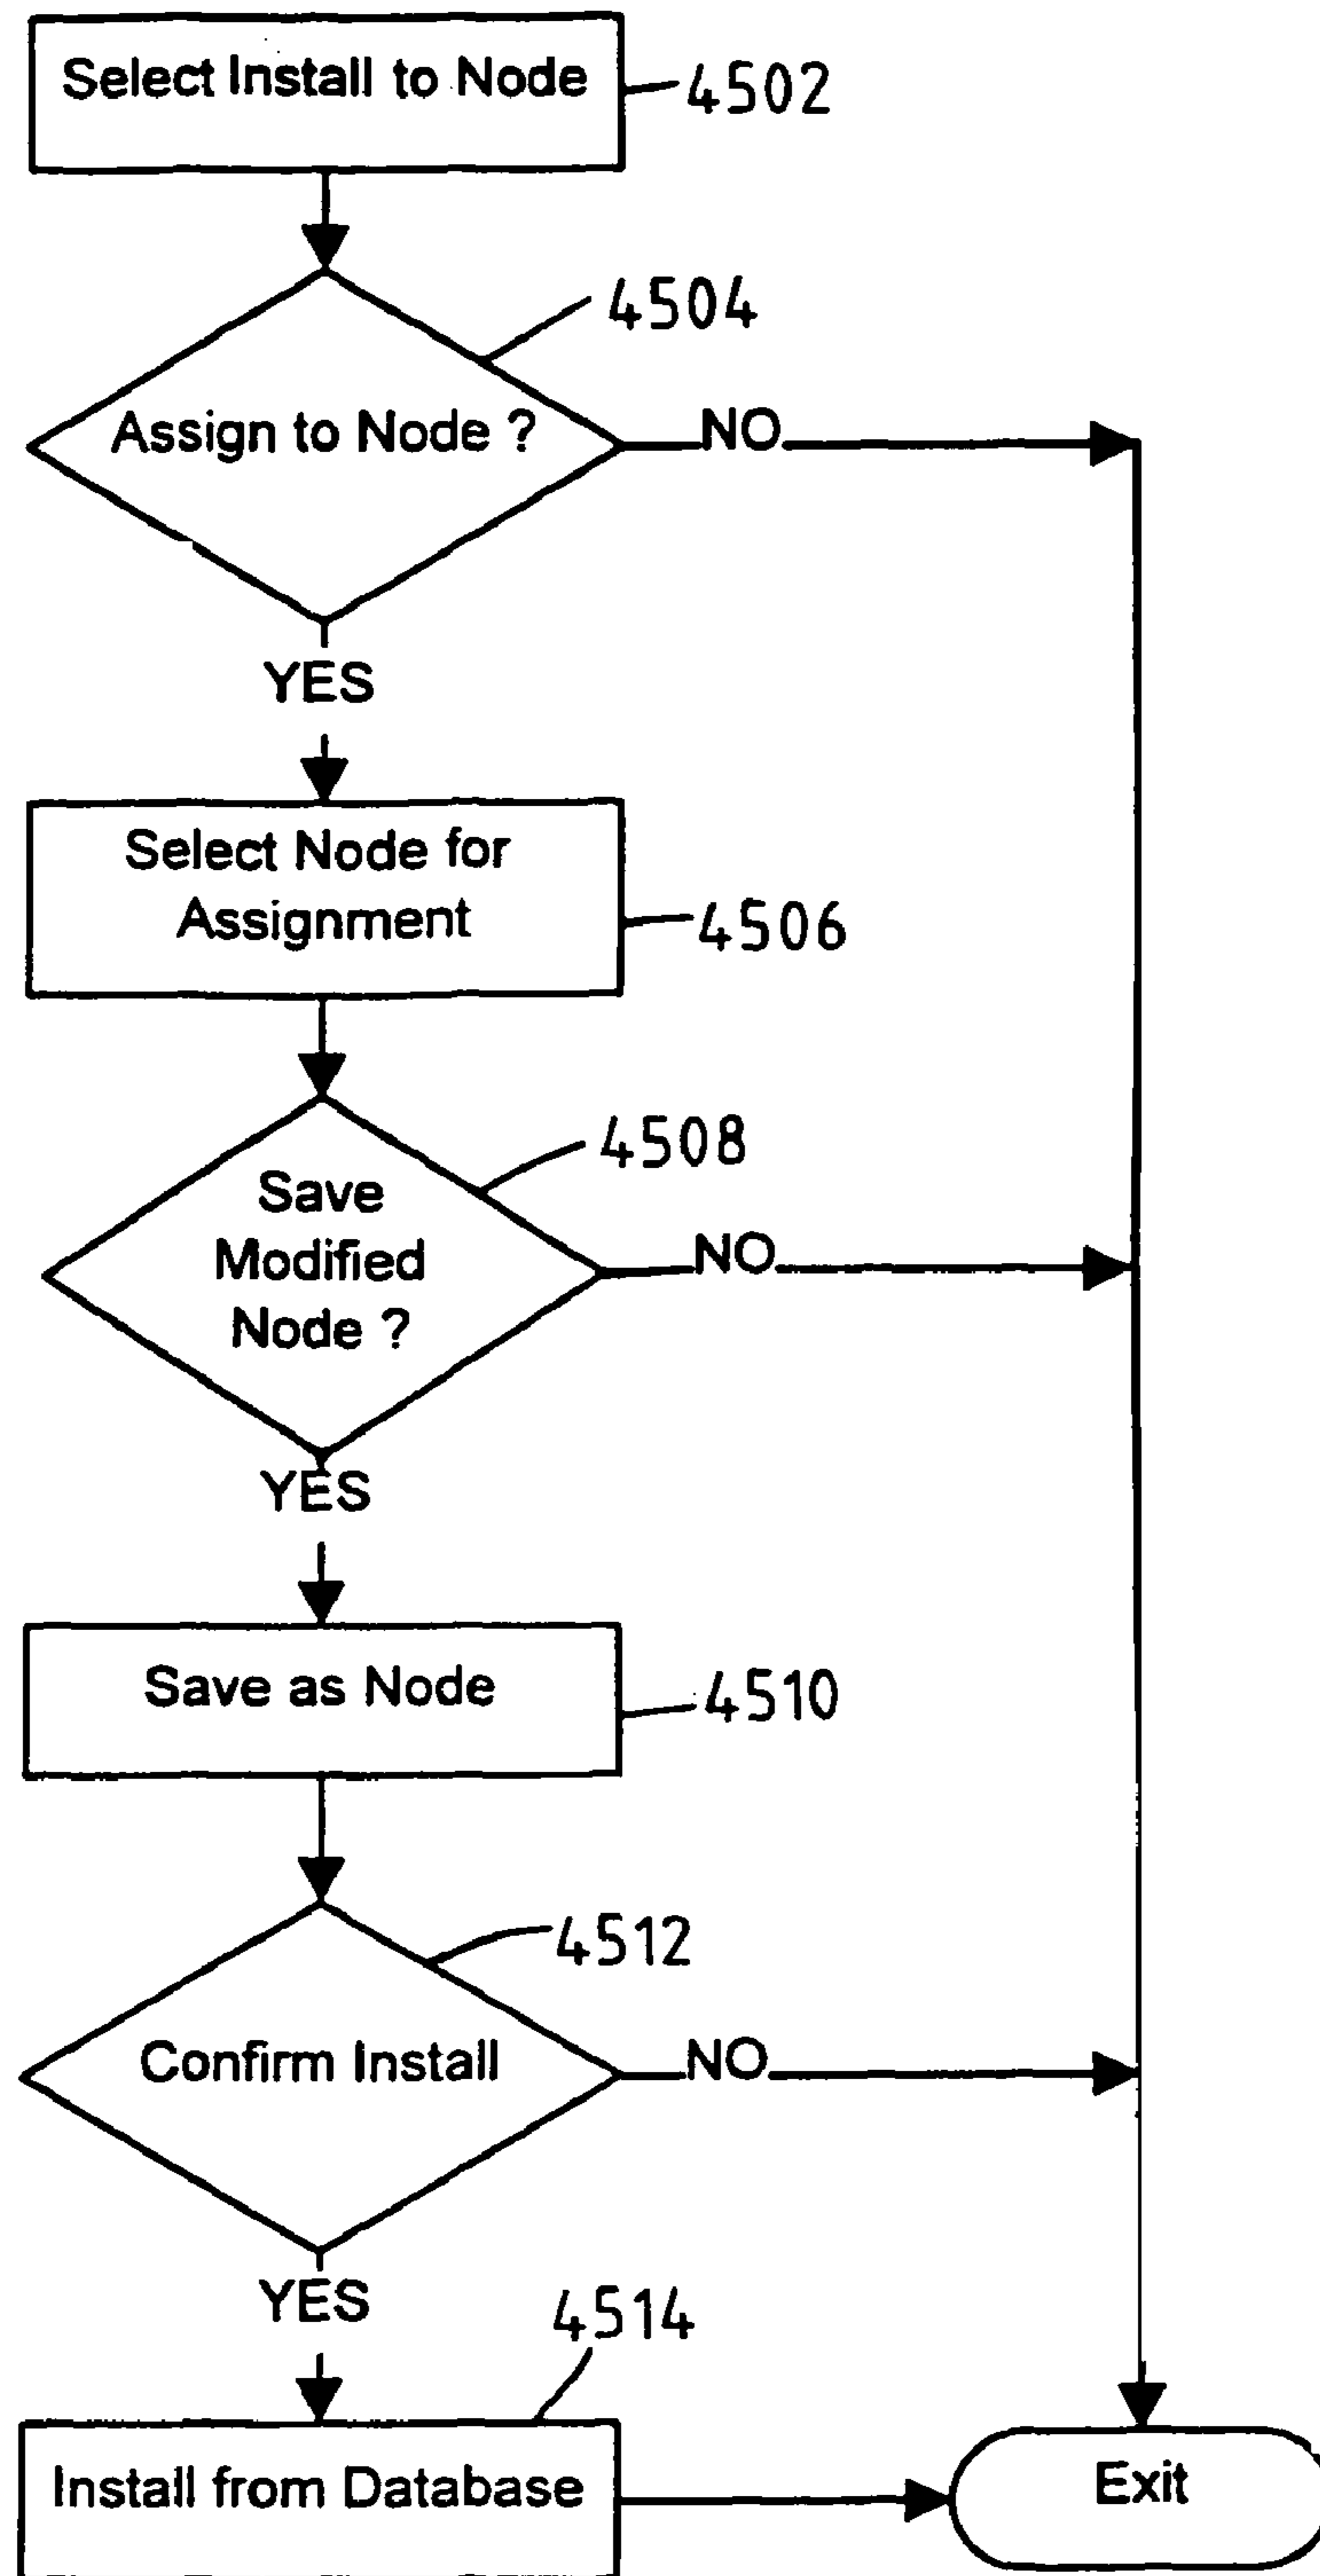 Select Install to Node
4502
4504
Assign to Node ?
NO
YES
Select Node for
Assignment
4506
4508
Save
Modified
Node ?
NO
YES
Save as Node
4510
4512
Confirm Install
NO
YES
4514
Install from Database
Exit